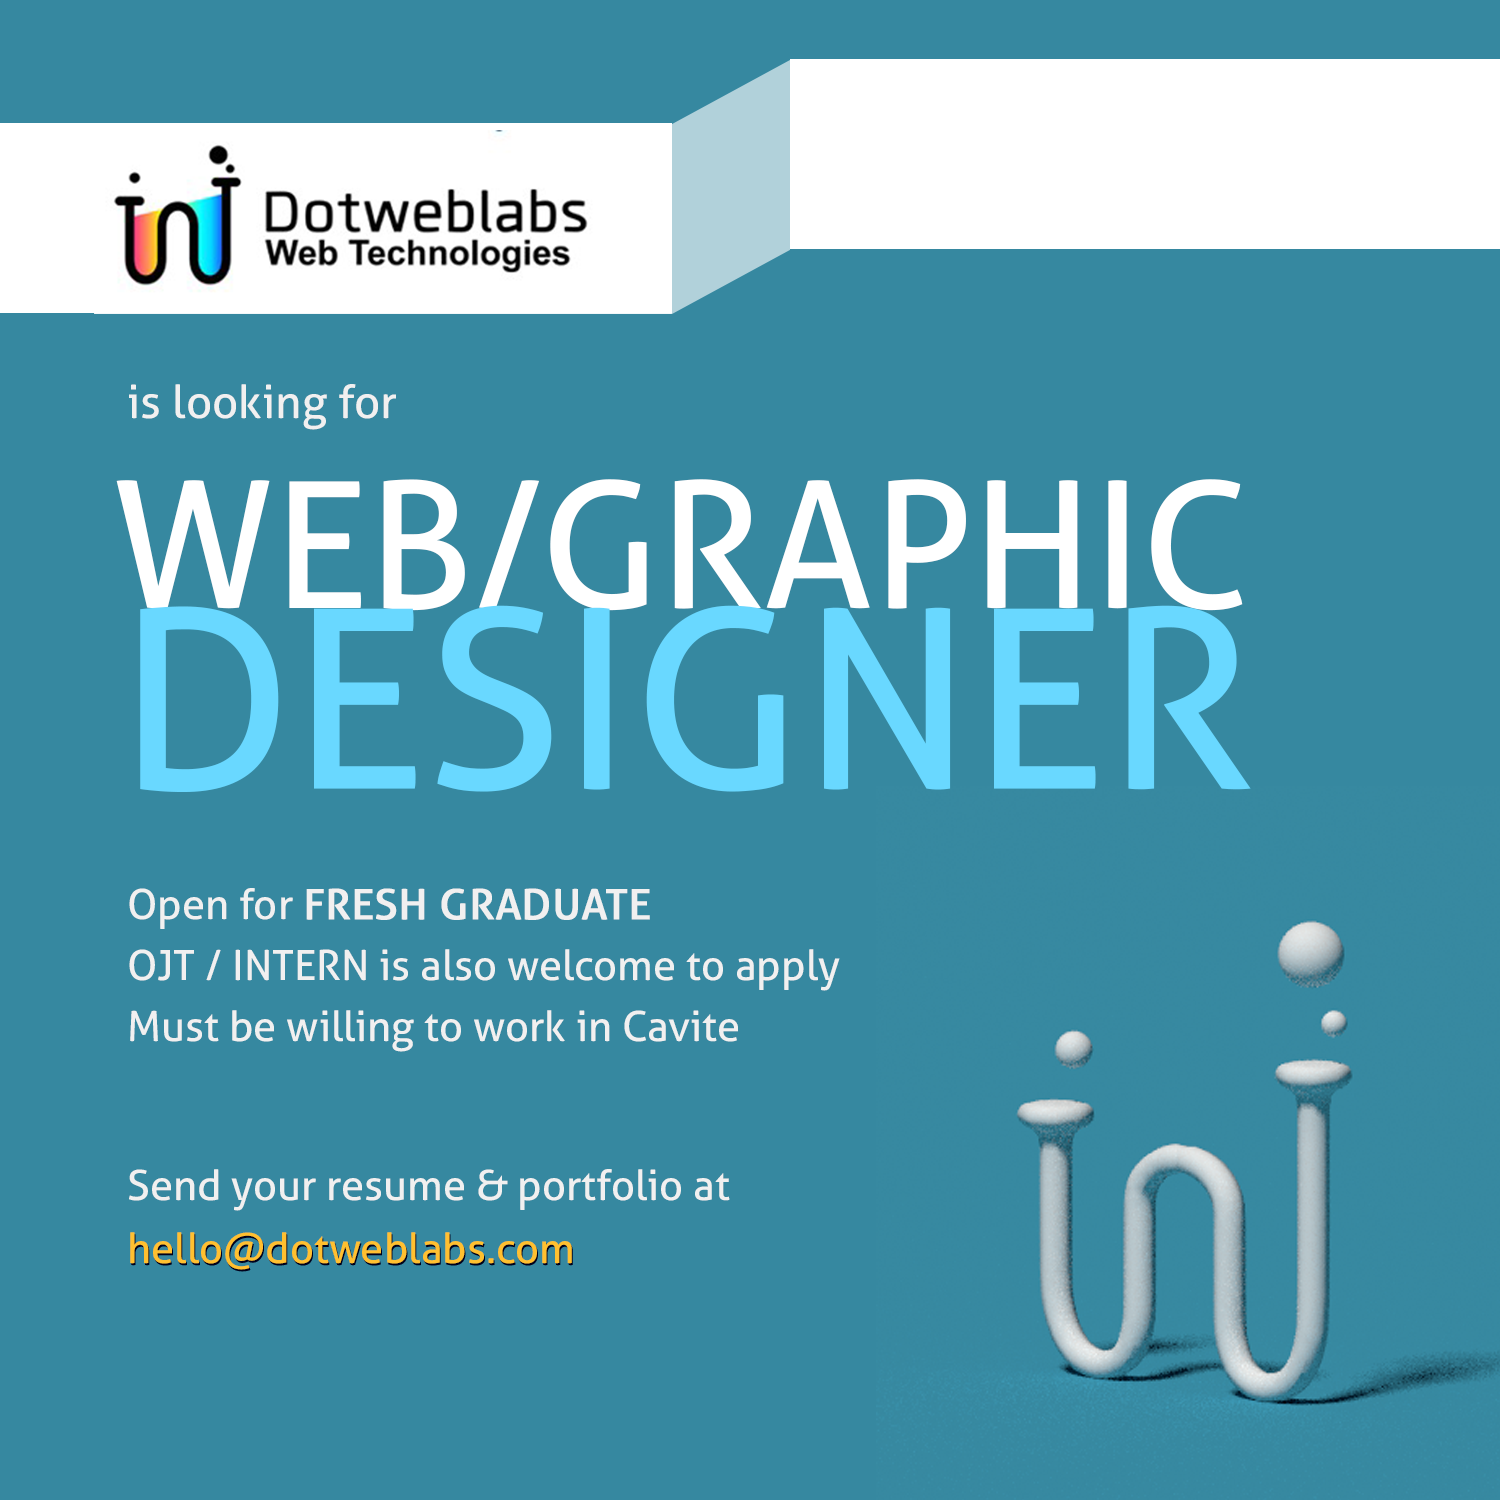 Dotweblabs
Web Technologies
is looking for
WEB/GRAPHIC
DESIGNER
Open for FRESH GRADUATE
OJT / INTERN is also welcome to apply
Must be willing to work in Cavite
Send your resume & portfolio at
hello@dotweblabs.com